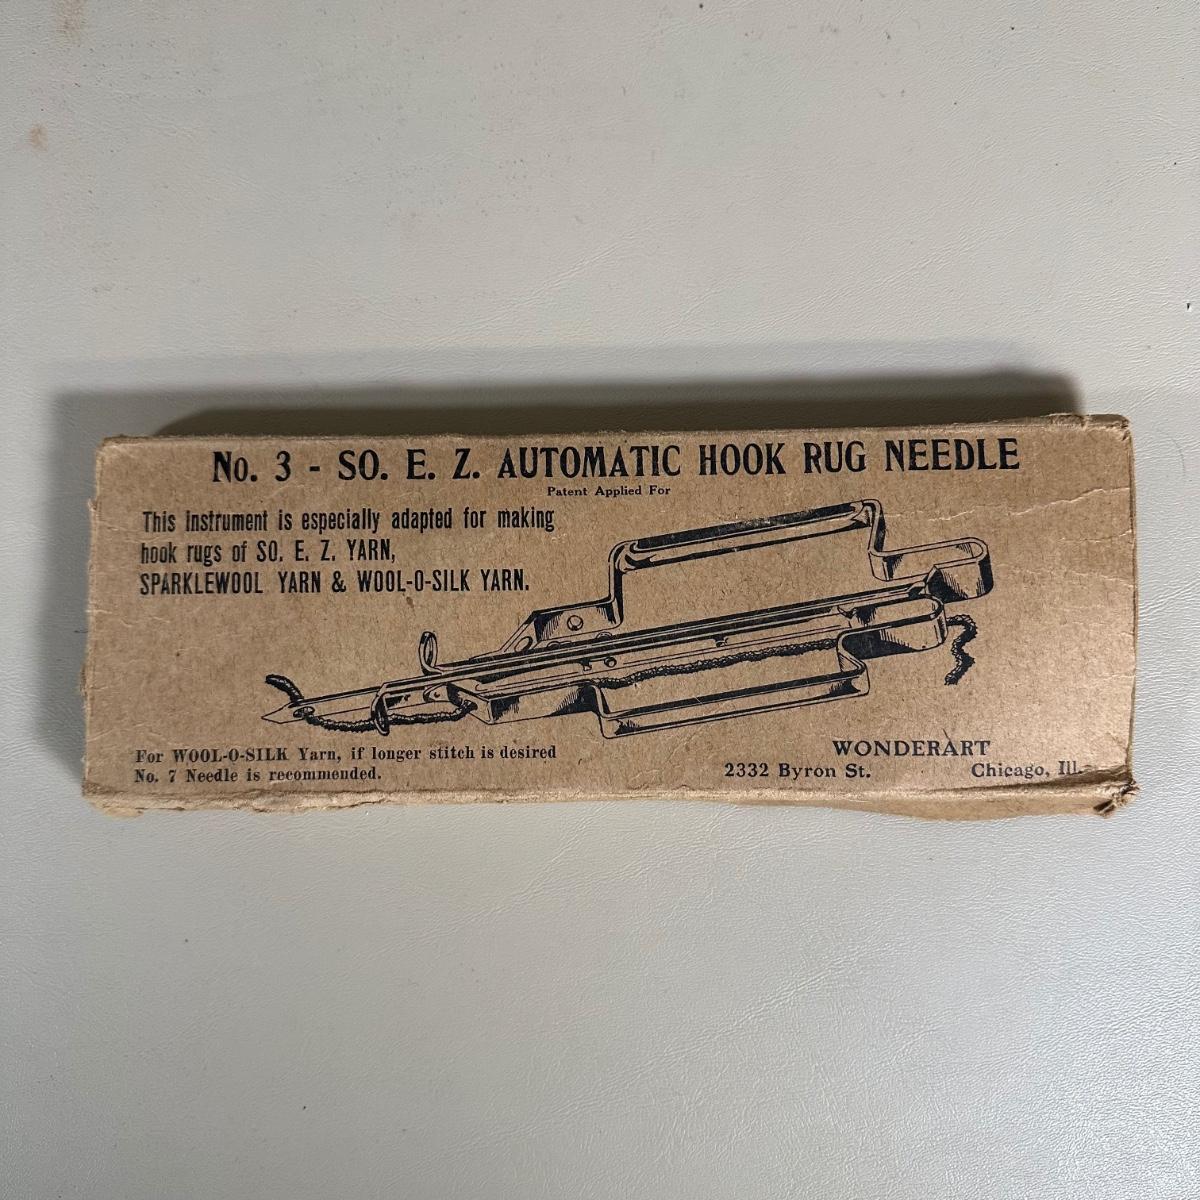 No. 3 - SO. E. Z. AUTOMATIC HOOK RUG NEEDLE
Patent Applied For
This instrument is especially adapted for making
hook rugs of SO. E. Z. YARN,
SPARKLEWOOL YARN & WOOL-O-SILK YARN.
For WOOL-O-SILK Yarn, if longer stitch is desired
No. 7 Needle is recommended.
WONDERART
2332 Byron St. Chicago, Ill.